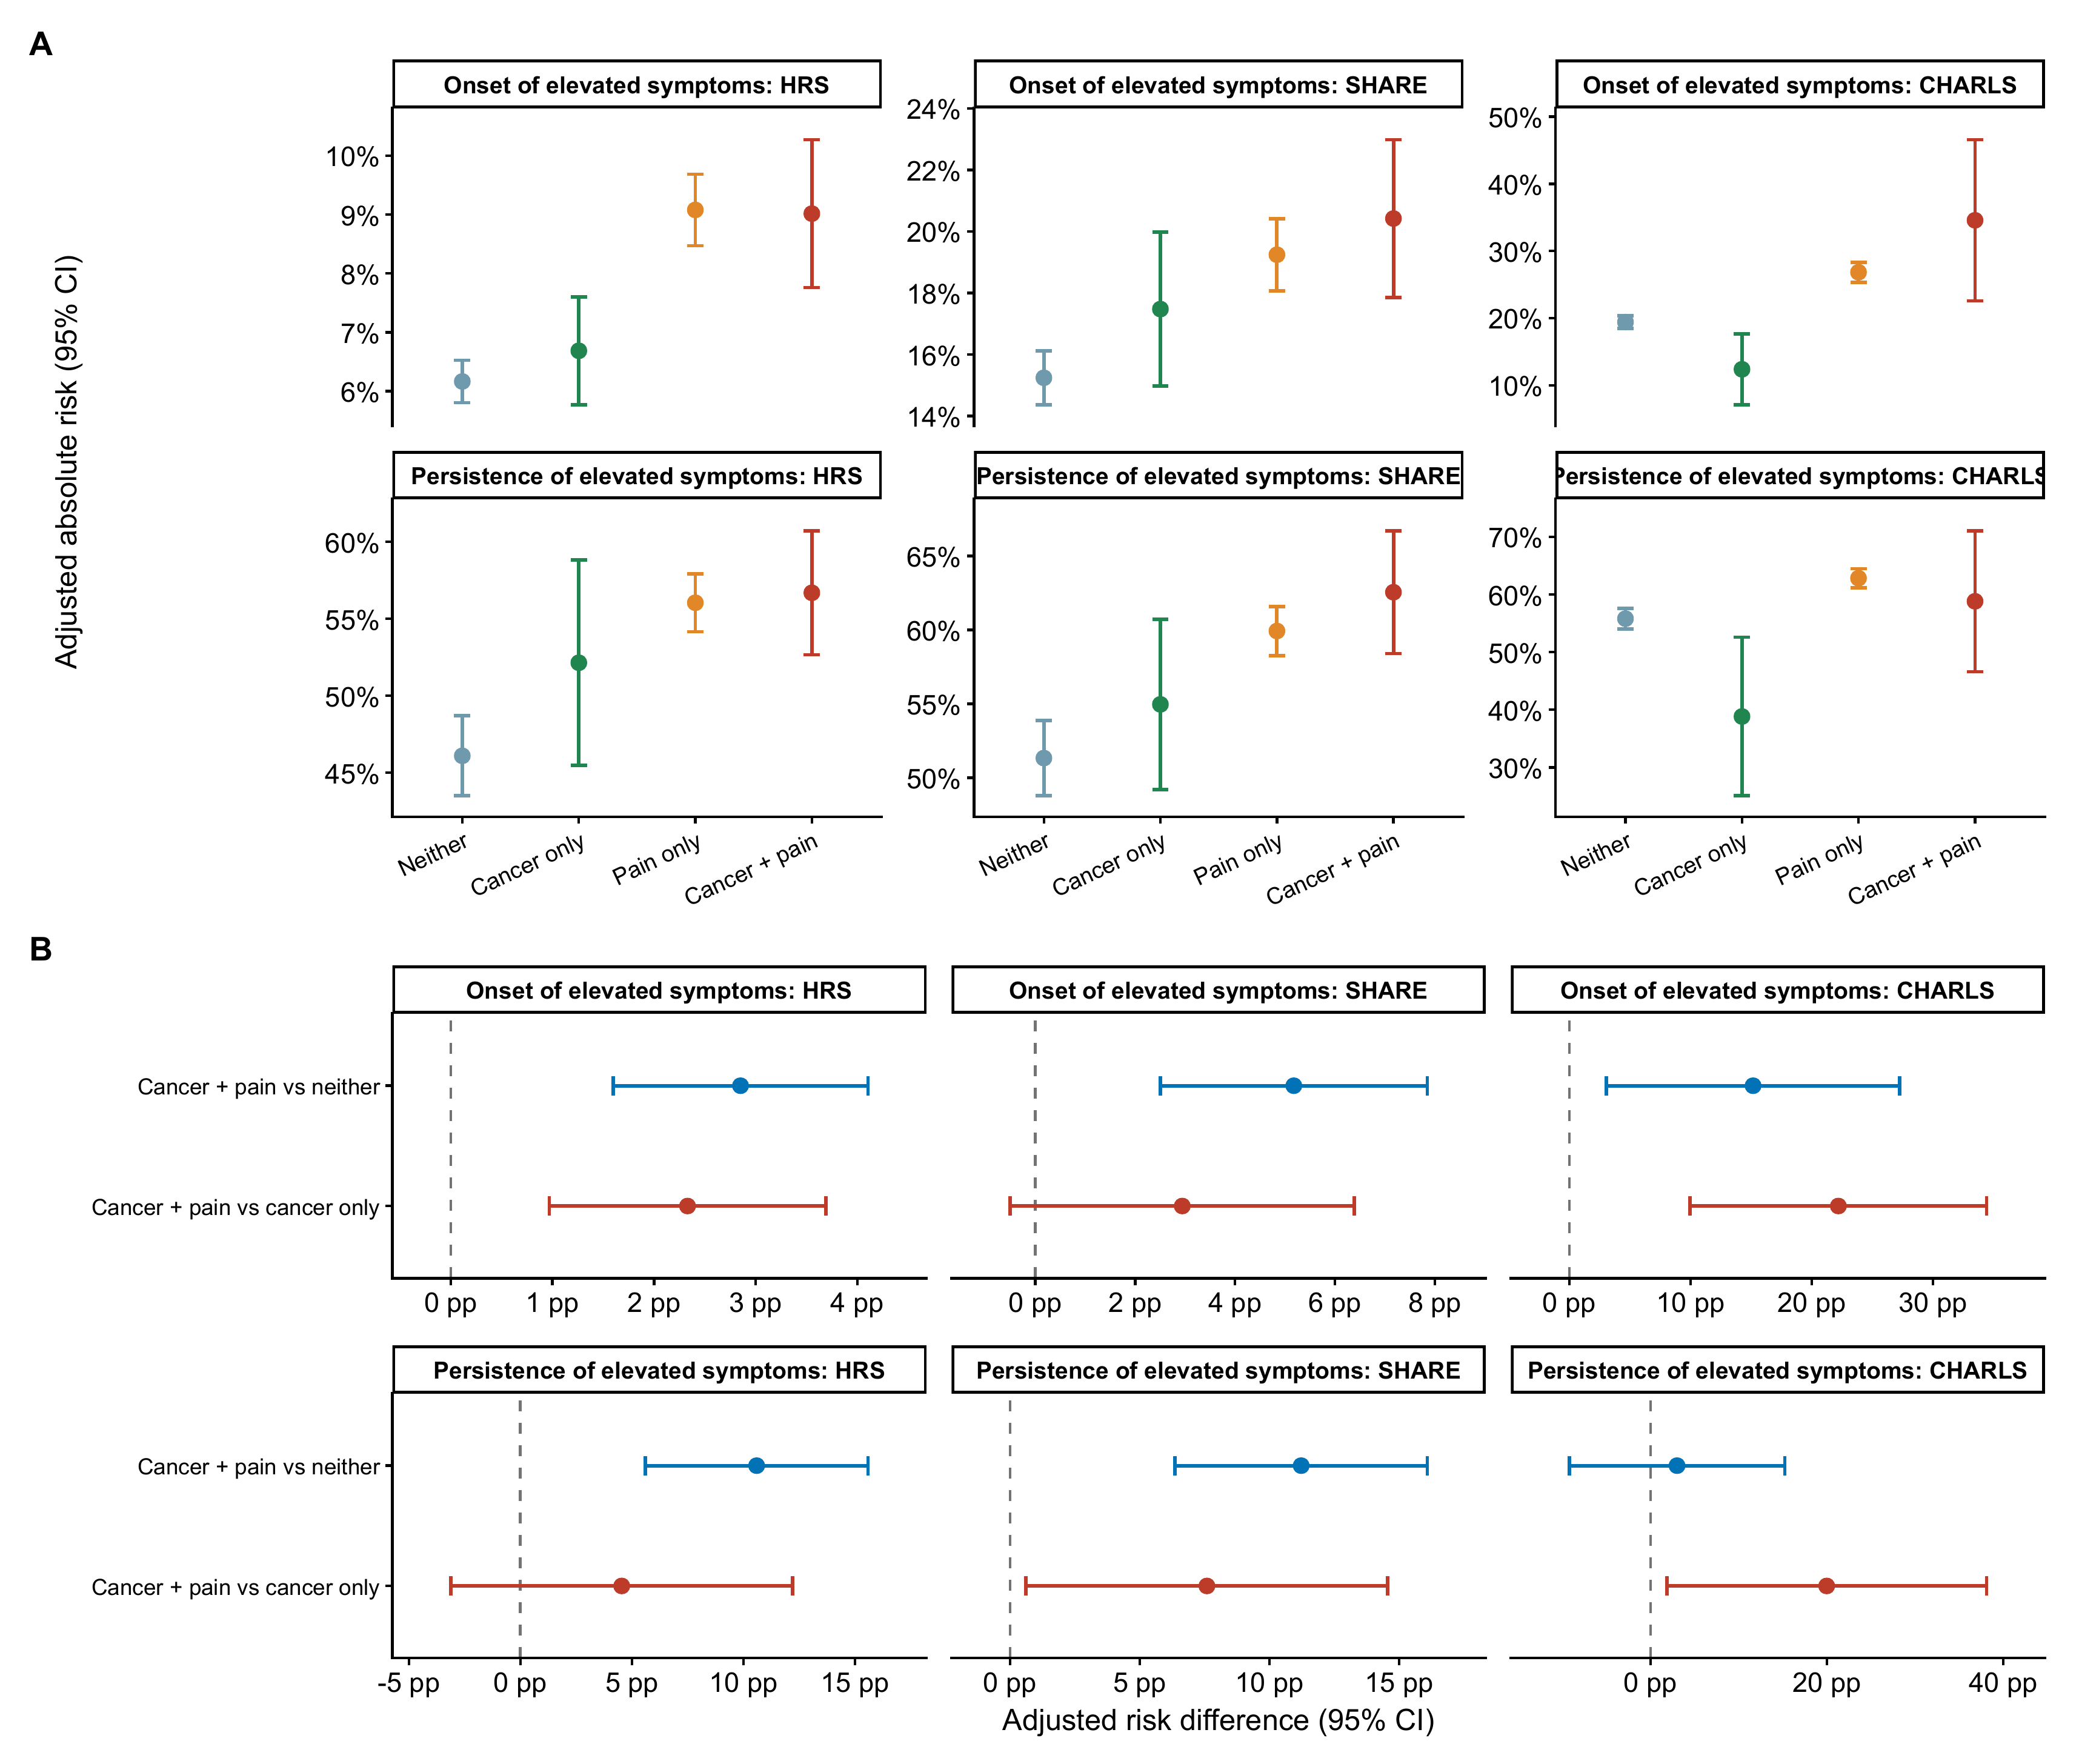 A
Adjusted absolute risk (95% CI)
Onset of elevated symptoms: HRS
10%
9%
8%
7%
6%
Onset of elevated symptoms: SHARE
24%
22%
20%
18%
16%
14%
Onset of elevated symptoms: CHARLS
50%
40%
30%
20%
10%
Persistence of elevated symptoms: HRS
60%
55%
50%
45%
Neither
Cancer only
Pain only
Cancer + pain
Persistence of elevated symptoms: SHARE
65%
60%
55%
50%
Neither
Cancer only
Pain only
Cancer + pain
Persistence of elevated symptoms: CHARLS
70%
60%
50%
40%
30%
Neither
Cancer only
Pain only
Cancer + pain
B
Onset of elevated symptoms: HRS
Cancer + pain vs neither
Cancer + pain vs cancer only
0 pp 1 pp 2 pp 3 pp 4 pp
Onset of elevated symptoms: SHARE
0 pp 2 pp 4 pp 6 pp 8 pp
Onset of elevated symptoms: CHARLS
0 pp 10 pp 20 pp 30 pp
Persistence of elevated symptoms: HRS
Cancer + pain vs neither
Cancer + pain vs cancer only
-5 pp 0 pp 5 pp 10 pp 15 pp
Persistence of elevated symptoms: SHARE
0 pp 5 pp 10 pp 15 pp
Persistence of elevated symptoms: CHARLS
0 pp 20 pp 40 pp
Adjusted risk difference (95% CI)